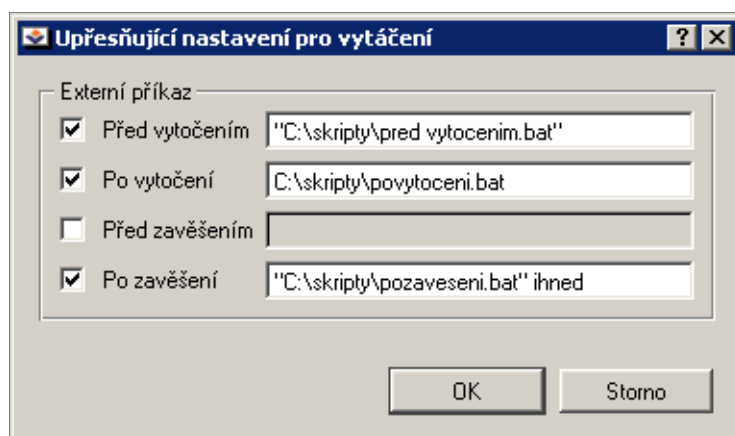 Upřesňující nastavení pro vytáčení
Externí příkaz
Před vytočením "C:\skripty\pred vytocenim.bat"
Po vytočení C:\skripty\povytoceni.bat
Před zavěšením
Po zavěšení "C:\skripty\pozaveseni.bat" ihned
OK Storno